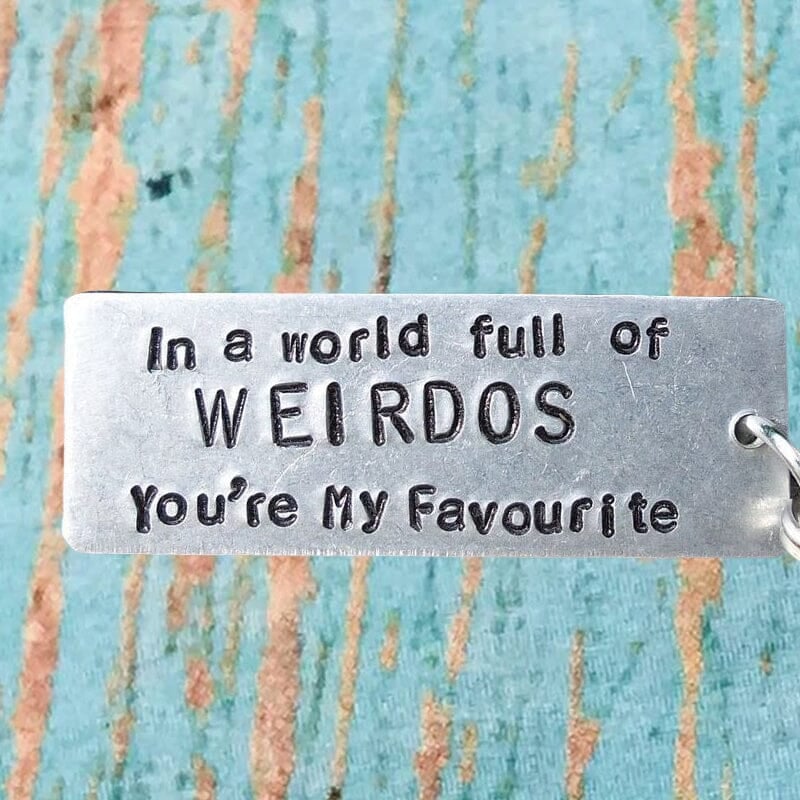 In a world full of
WEIRDOS
You're My Favourite